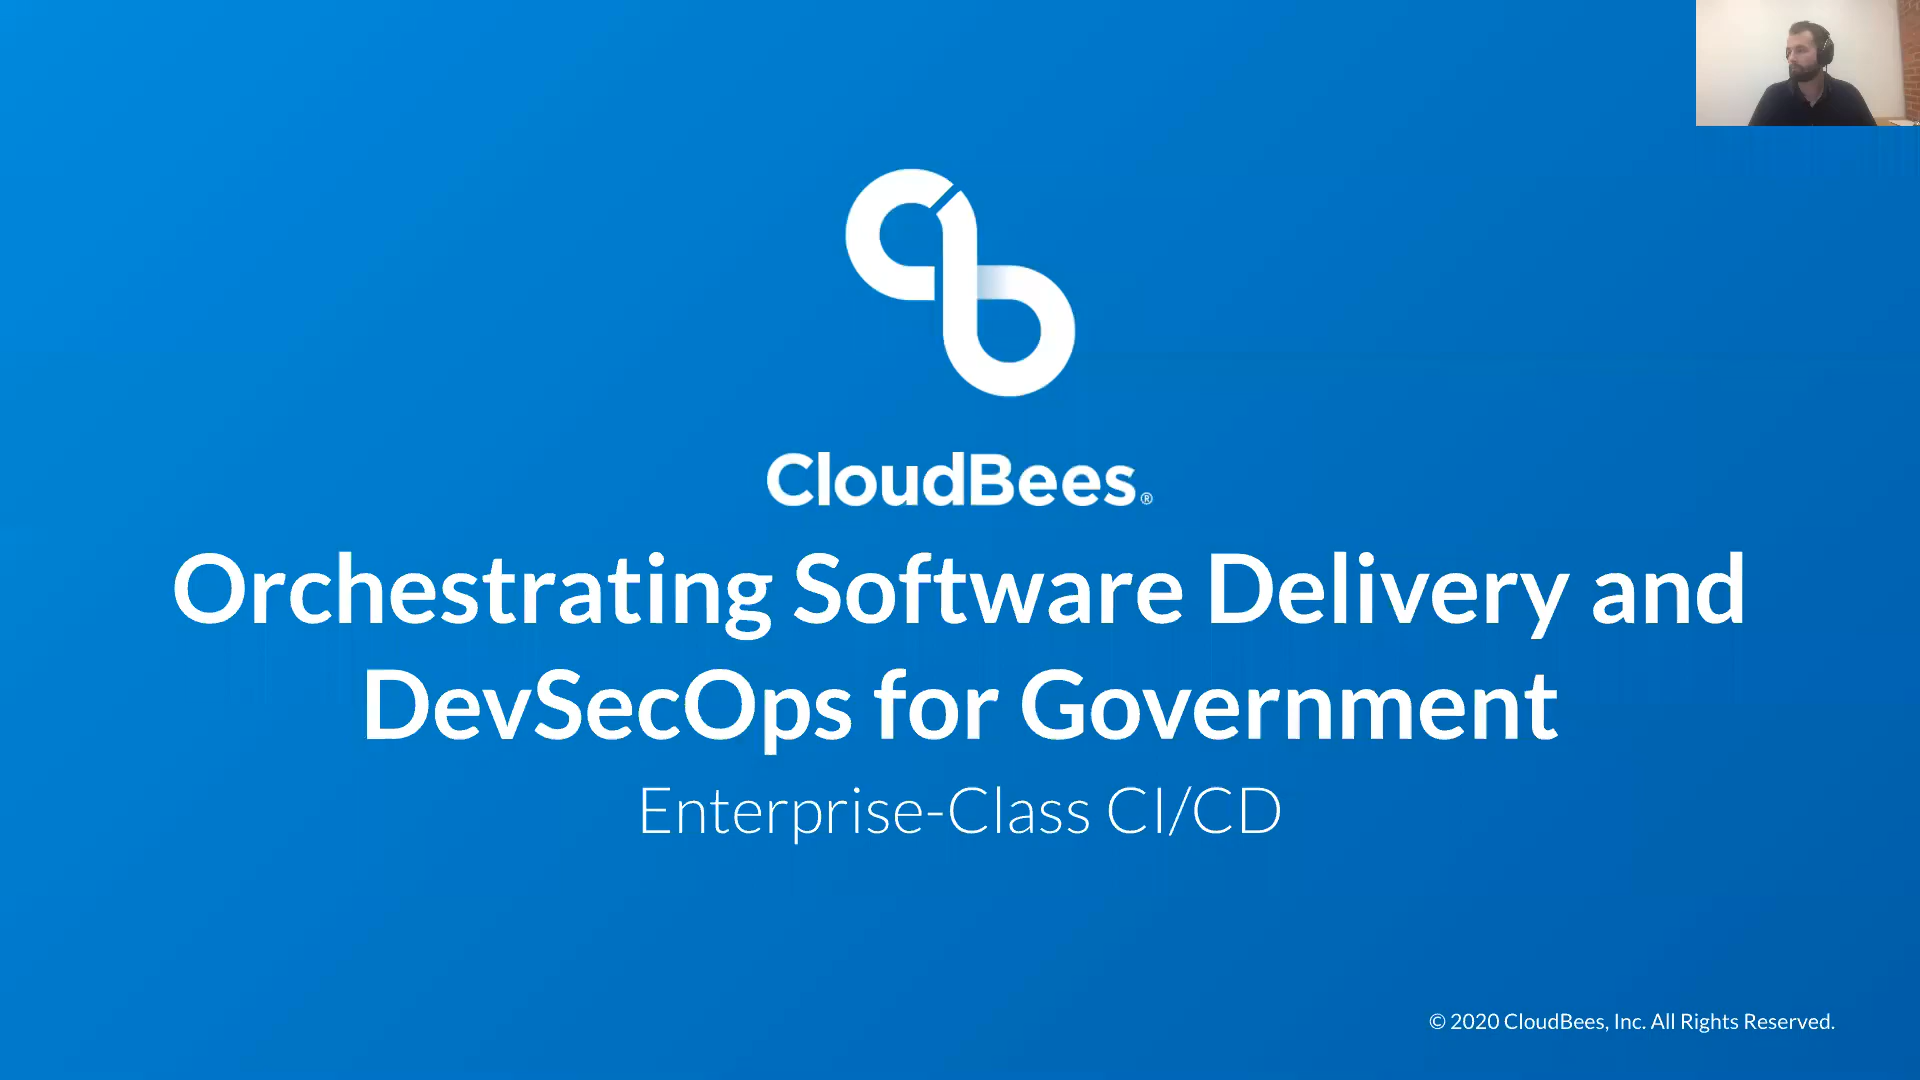 CloudBees®
Orchestrating Software Delivery and
DevSecOps for Government
Enterprise-Class CI/CD
© 2020 CloudBees, Inc. All Rights Reserved.